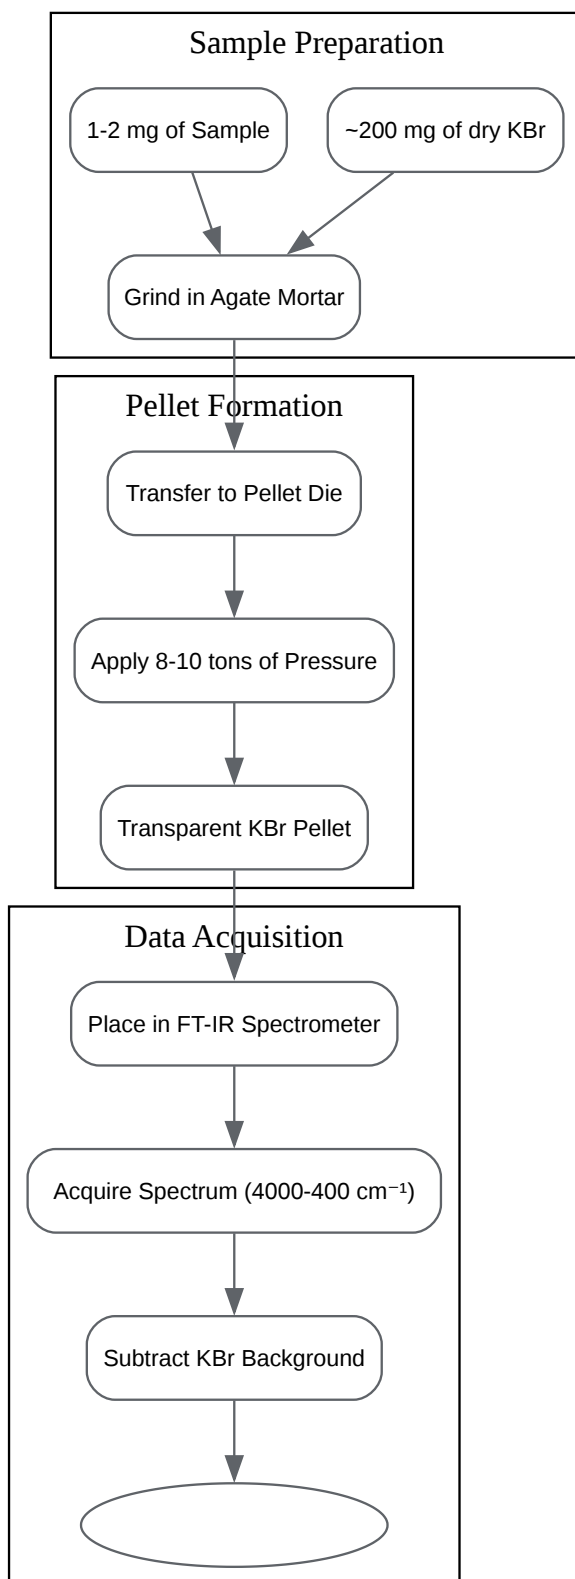 Sample Preparation
1-2 mg of Sample
~200 mg of dry KBr
Grind in Agate Mortar
Pellet Formation
Transfer to Pellet Die
Apply 8-10 tons of Pressure
Transparent KBr Pellet
Data Acquisition
Place in FT-IR Spectrometer
Acquire Spectrum (4000-400 cm⁻¹)
Subtract KBr Background